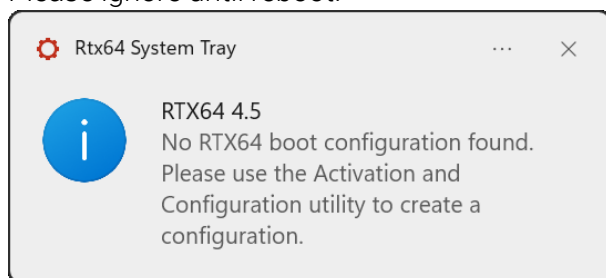 Please ignore until reboot.
Rtx64 System Tray
RTX64 4.5
No RTX64 boot configuration found.
Please use the Activation and
Configuration utility to create a
configuration.